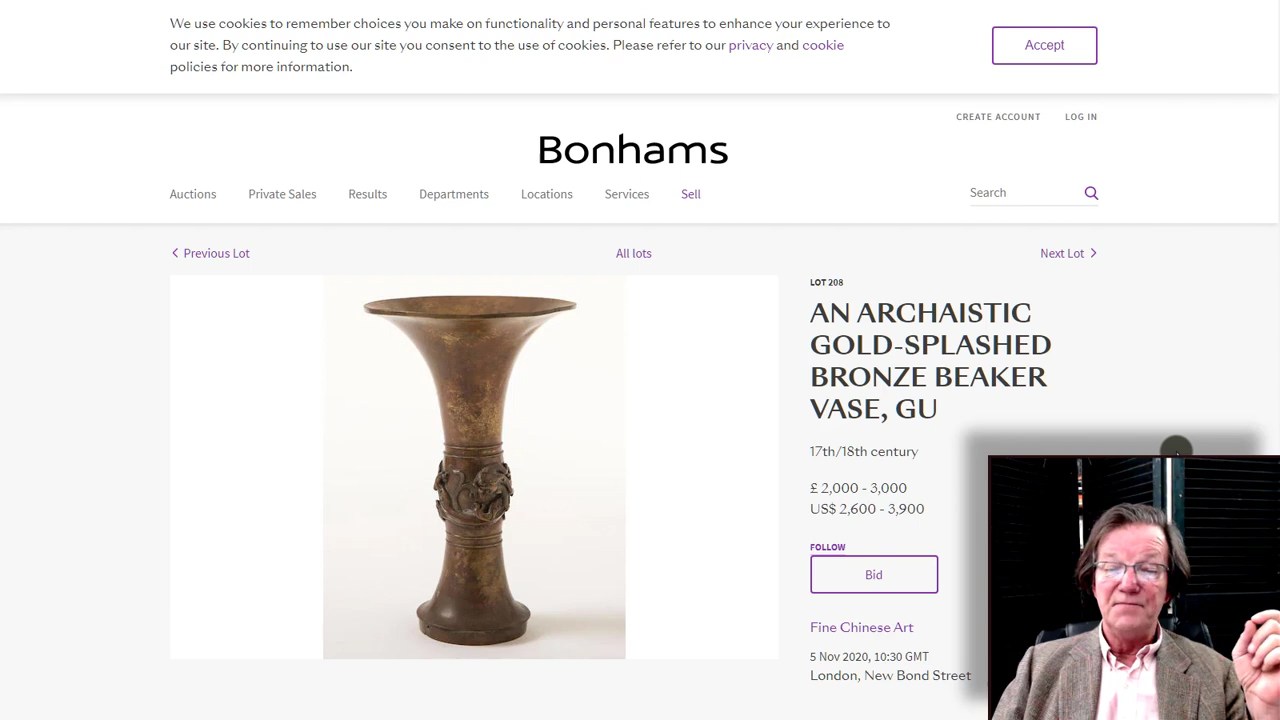 We use cookies to remember choices you make on functionality and personal features to enhance your experience to
our site. By continuing to use our site you consent to the use of cookies. Please refer to our privacy and cookie
policies for more information.
Accept
CREATE ACCOUNT LOG IN
Bonhams
Auctions Private Sales Results Departments Locations Services Sell
Search
Previous Lot
All lots
Next Lot
LOT 208
AN ARCHAISTIC
GOLD-SPLASHED
BRONZE BEAKER
VASE, GU
17th/18th century
£ 2,000 - 3,000
US$ 2,600 - 3,900
FOLLOW
Bid
Fine Chinese Art
5 Nov 2020, 10:30 GMT
London, New Bond Street